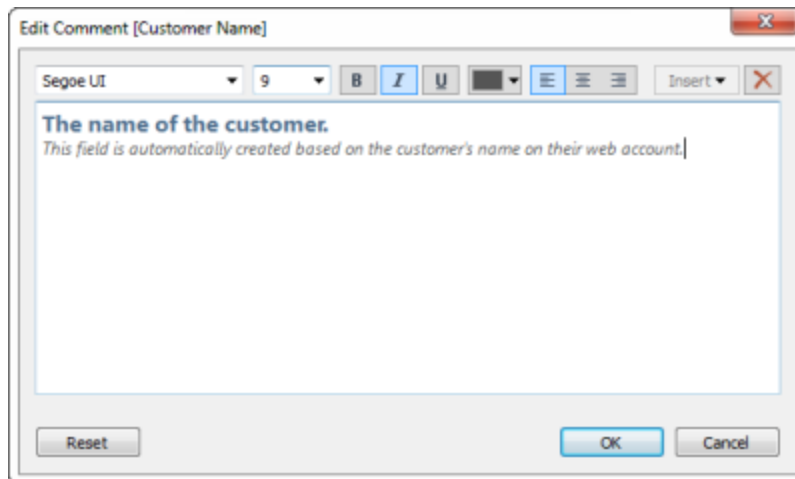 Edit Comment [Customer Name]
Segoe UI 9 B I U Insert
The name of the customer.
This field is automatically created based on the customer's name on their web account.
Reset OK Cancel